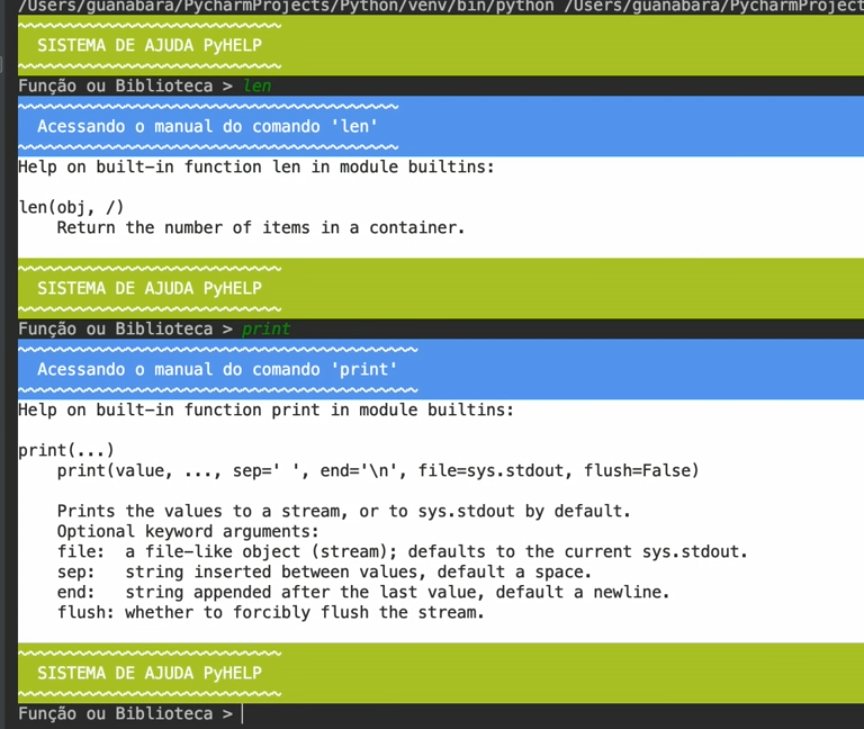 /Users/guanabara/PycharmProjects/Python/venv/bin/python /Users/guanabara/PycharmProject
~~~~~~~~~~~~~~~~~~~~~~~~~~~
SISTEMA DE AJUDA PyHELP
~~~~~~~~~~~~~~~~~~~~~~~~~~~
Função ou Biblioteca > len
~~~~~~~~~~~~~~~~~~~~~~~~~~~~~~~~~~~~~~~
Acessando o manual do comando 'len'
~~~~~~~~~~~~~~~~~~~~~~~~~~~~~~~~~~~~~~~
Help on built-in function len in module builtins:
len(obj, /)
Return the number of items in a container.
~~~~~~~~~~~~~~~~~~~~~~~~~~~
SISTEMA DE AJUDA PyHELP
~~~~~~~~~~~~~~~~~~~~~~~~~~~
Função ou Biblioteca > print
~~~~~~~~~~~~~~~~~~~~~~~~~~~~~~~~~~~~~~~~~
Acessando o manual do comando 'print'
~~~~~~~~~~~~~~~~~~~~~~~~~~~~~~~~~~~~~~~~~
Help on built-in function print in module builtins:
print(...)
print(value, ..., sep=' ', end='\n', file=sys.stdout, flush=False)
Prints the values to a stream, or to sys.stdout by default.
Optional keyword arguments:
file:  a file-like object (stream); defaults to the current sys.stdout.
sep:   string inserted between values, default a space.
end:   string appended after the last value, default a newline.
flush: whether to forcibly flush the stream.
~~~~~~~~~~~~~~~~~~~~~~~~~~~
SISTEMA DE AJUDA PyHELP
~~~~~~~~~~~~~~~~~~~~~~~~~~~
Função ou Biblioteca >